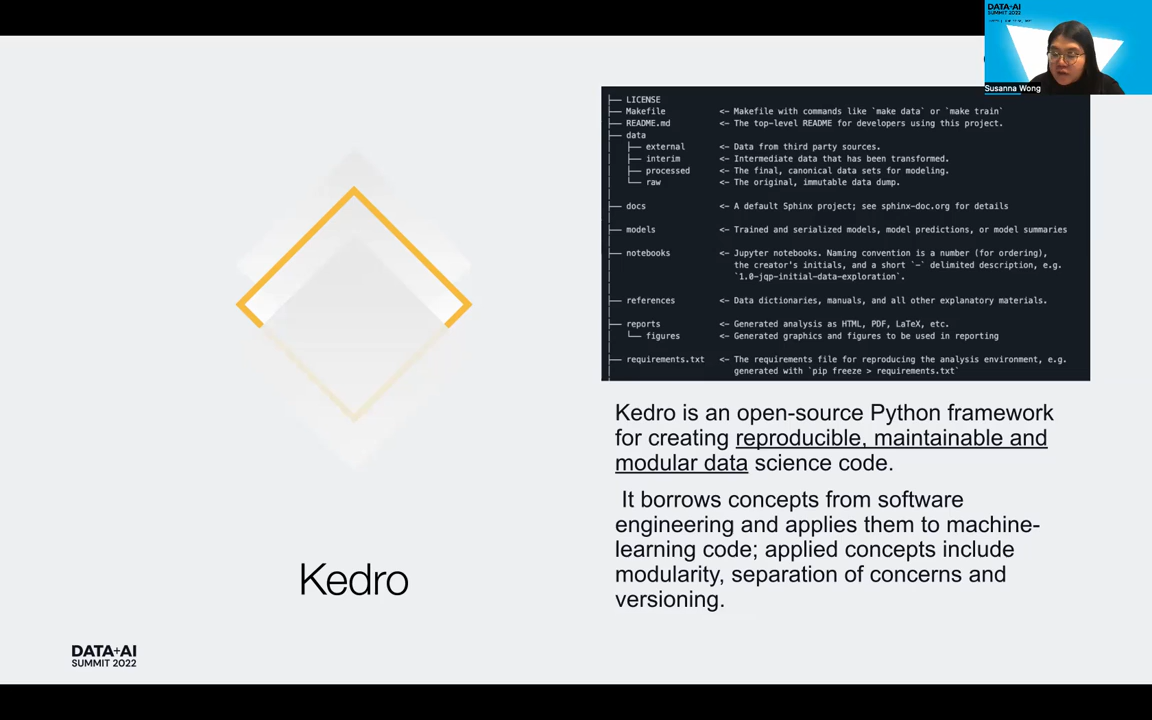 DATA+AI
SUMMIT 2022
Susanna Wong
├── LICENSE
├── Makefile <- Makefile with commands like `make data` or `make train`
├── README.md <- The top-level README for developers using this project.
├── data
│ ├── external <- Data from third party sources.
│ ├── interim <- Intermediate data that has been transformed.
│ ├── processed <- The final, canonical data sets for modeling.
│ └── raw <- The original, immutable data dump.
├── docs <- A default Sphinx project; see sphinx-doc.org for details
├── models <- Trained and serialized models, model predictions, or model summaries
├── notebooks <- Jupyter notebooks. Naming convention is a number (for ordering),
│ the creator's initials, and a short `-` delimited description, e.g.
│ `1.0-jqp-initial-data-exploration`.
├── references <- Data dictionaries, manuals, and all other explanatory materials.
├── reports <- Generated analysis as HTML, PDF, LaTeX, etc.
│ └── figures <- Generated graphics and figures to be used in reporting
├── requirements.txt <- The requirements file for reproducing the analysis environment, e.g.
│ generated with `pip freeze > requirements.txt`
Kedro is an open-source Python framework
for creating reproducible, maintainable and
modular data science code.
It borrows concepts from software
engineering and applies them to machine-
learning code; applied concepts include
modularity, separation of concerns and
versioning.
Kedro
DATA+AI
SUMMIT 2022